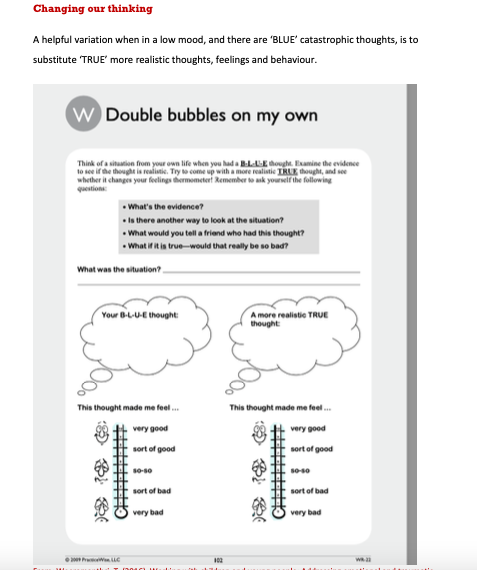 Changing our thinking
A helpful variation when in a low mood, and there are ‘BLUE’ catastrophic thoughts, is to
substitute ‘TRUE’ more realistic thoughts, feelings and behaviour.
W Double bubbles on my own
Think of a situation from your own life when you had a B-L-U-E thought. Examine the evidence
to see if the thought is realistic. Try to come up with a more realistic TRUE thought, and see
whether it changes your feelings thermometer! Remember to ask yourself the following
questions:
• What's the evidence?
• Is there another way to look at the situation?
• What would you tell a friend who had this thought?
• What if it is true—would that really be so bad?
What was the situation?
Your B-L-U-E thought:
A more realistic TRUE
thought:
This thought made me feel ...
This thought made me feel ...
very good
sort of good
so-so
sort of bad
very bad
very good
sort of good
so-so
sort of bad
very bad
© 2009 PracticeWise, LLC
102
WR-22